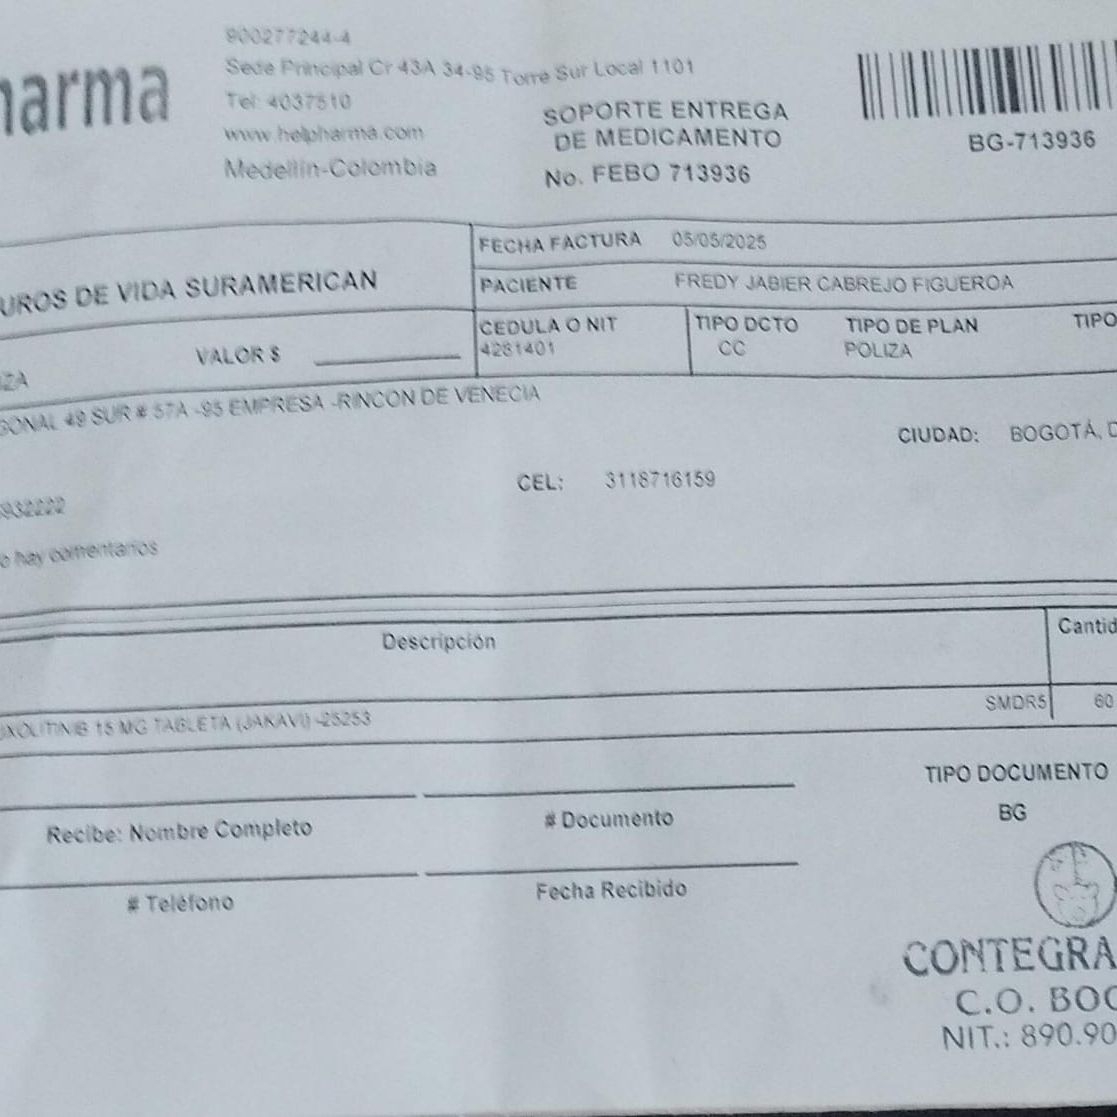 harma
900277244-4
Sede Principal Cr 43A 34-95 Torre Sur Local 1101
Tel: 4037510
www.helpharma.com
Medellín-Colombia
SOPORTE ENTREGA
DE MEDICAMENTO
No. FEBO 713936
BG-713936
UROS DE VIDA SURAMERICAN
FECHA FACTURA 05/05/2025
PACIENTE FREDY JABIER CABREJO FIGUEROA
CEDULA O NIT TIPO DCTO TIPO DE PLAN TIPO
4281401 CC POLIZA
VALOR $
IZA
GONAL 49 SUR # 57A -95 EMPRESA -RINCON DE VENECIA
CIUDAD: BOGOTÁ, D
CEL: 3118716159
932222
o hay comentarios
Descripción Cantid
UXOLITINIB 15 MG TABLETA (JAKAVI) -25253 SMDR5 60
TIPO DOCUMENTO
BG
Recibe: Nombre Completo # Documento
# Teléfono Fecha Recibido
CONTEGRA
C.O. BOG
NIT.: 890.90